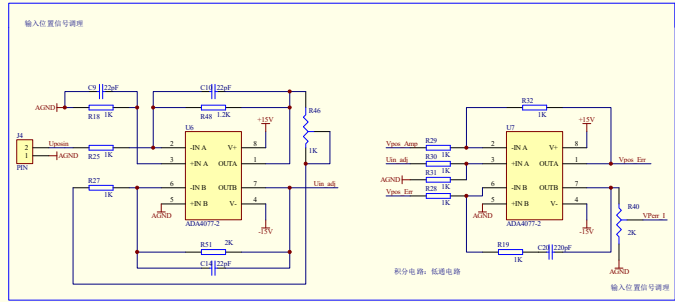 输入位置信号调理
C9 22pF
AGND
R18 1K
C10 22pF
R48 1.2K
R46
1K
U6
+15V
J4
2
1
PIN
Uposin
AGND
R25 1K
2 -IN A V+ 8
3 +IN A OUTA 1
6 -IN B OUTB 7
5 +IN B V- 4
R27
1K
AGND
ADA4077-2
-15V
Uin_adj
R51 2K
C14 22pF
R32
1K
U7
+15V
Vpos_Amp R29
1K
Uin_adj R30
1K
AGND R31
1K
Vpos_Err R28
1K
2 -IN A V+ 8
3 +IN A OUTA 1
6 -IN B OUTB 7
5 +IN B V- 4
Vpos_Err
AGND
ADA4077-2
-15V
R40
VPerr_I
2K
AGND
R19
1K
C20 220pF
积分电路：低通电路
输入位置信号调理